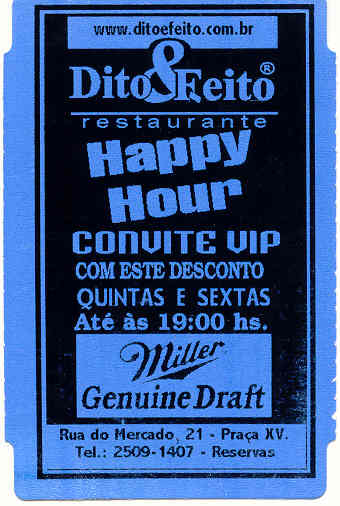 www.ditoefeito.com.br
Dito&Feito®
restaurante
Happy
Hour
CONVITE VIP
COM ESTE DESCONTO
QUINTAS E SEXTAS
Até às 19:00 hs.
Miller
Genuine Draft
Rua do Mercado, 21 - Praça XV.
Tel.: 2509-1407 - Reservas